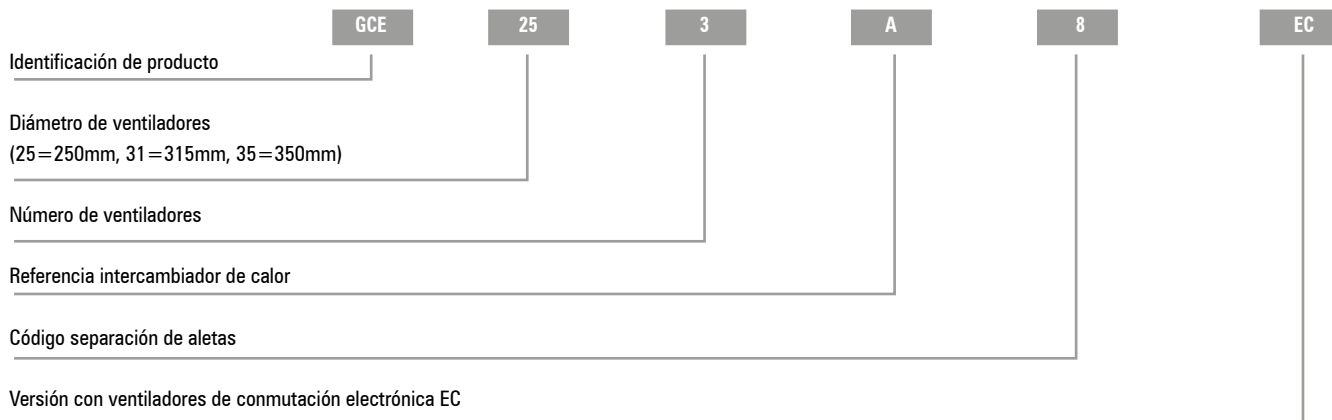 GCE 25 3 A 8 EC
Identificación de producto
Diámetro de ventiladores
(25=250mm, 31=315mm, 35=350mm)
Número de ventiladores
Referencia intercambiador de calor
Código separación de aletas
Versión con ventiladores de conmutación electrónica EC